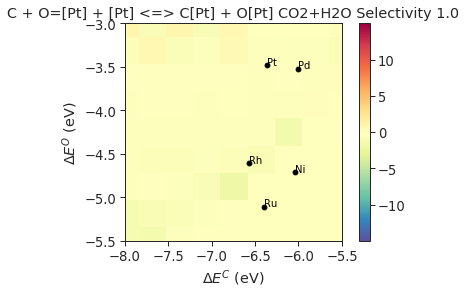 C + O=[Pt] + [Pt] <=> C[Pt] + O[Pt] CO2+H2O Selectivity 1.0
−3.0
−3.5
−4.0
−4.5
−5.0
−5.5
ΔE^O (eV)
Pt
Pd
Rh
Ni
Ru
−8.0 −7.5 −7.0 −6.5 −6.0 −5.5
ΔE^C (eV)
10
5
0
−5
−10